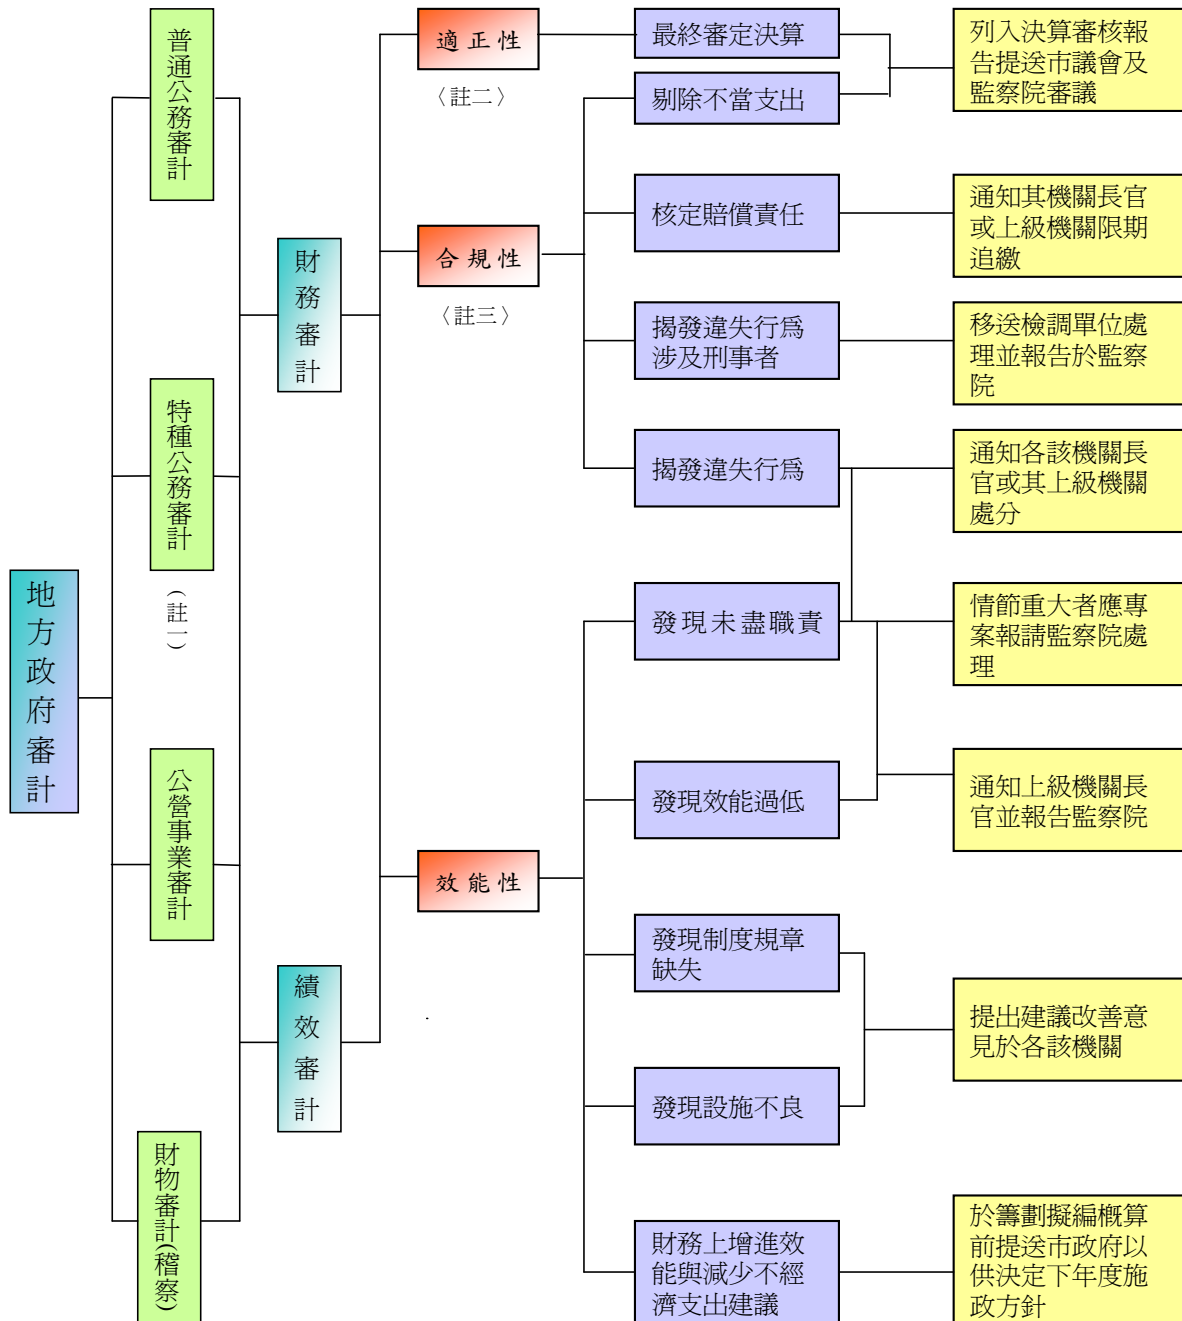 地方政府審計
普通公務審計
特種公務審計
(註一)
公營事業審計
財物審計(稽察)
財務審計
績效審計
適正性
〈註二〉
合規性
〈註三〉
效能性
.
最終審定決算
剔除不當支出
核定賠償責任
揭發違失行為
涉及刑事者
揭發違失行為
發現未盡職責
發現效能過低
發現制度規章
缺失
發現設施不良
財務上增進效
能與減少不經
濟支出建議
列入決算審核報
告提送市議會及
監察院審議
通知其機關長官
或上級機關限期
追繳
移送檢調單位處
理並報告於監察
院
通知各該機關長
官或其上級機關
處分
情節重大者應專
案報請監察院處
理
通知上級機關長
官並報告監察院
提出建議改善意
見於各該機關
於籌劃擬編概算
前提送市政府以
供決定下年度施
政方針